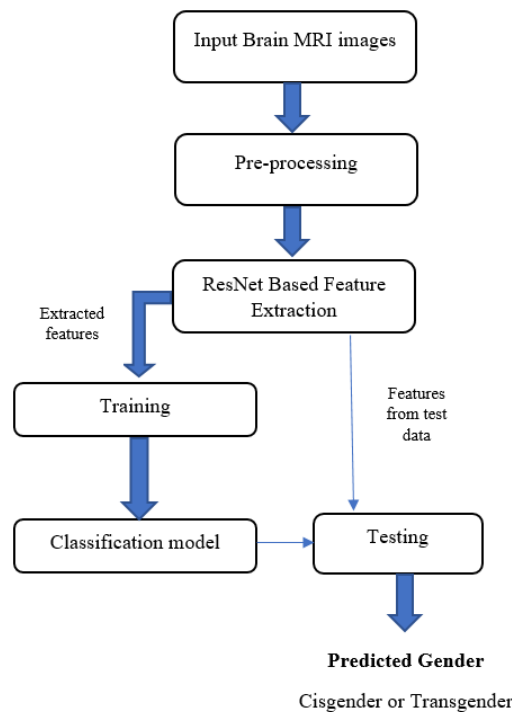 Input Brain MRI images
Pre-processing
ResNet Based Feature
Extraction
Extracted
features
Training
Features
from test
data
Classification model
Testing
Predicted Gender
Cisgender or Transgender